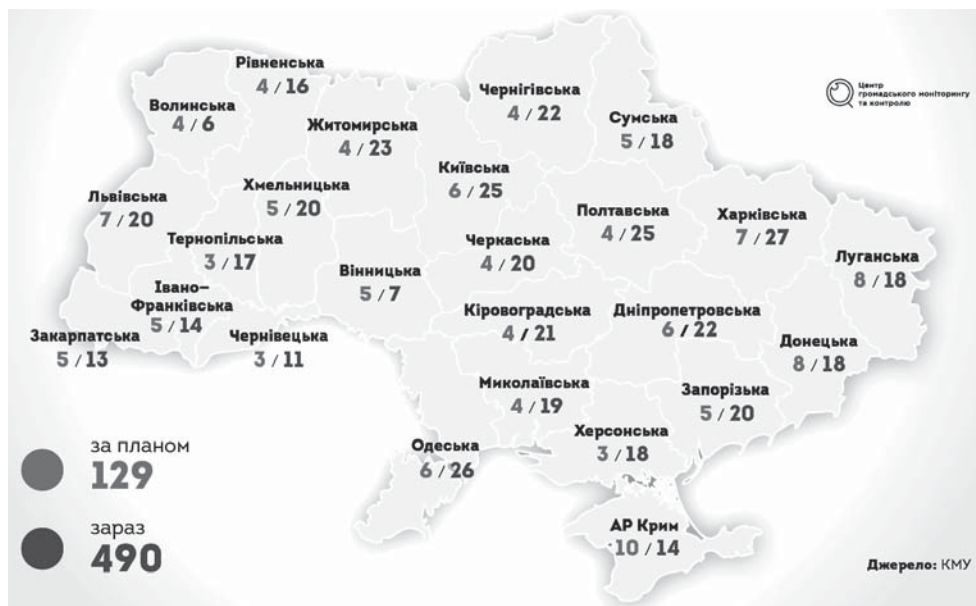 Рівненська
4 / 16
Волинська
4 / 6
Житомирська
4 / 23
Чернігівська
4 / 22
Сумська
5 / 18
Центр
громадського моніторингу
та контролю
Львівська
7 / 20
Хмельницька
5 / 20
Київська
6 / 25
Полтавська
4 / 25
Харківська
7 / 27
Луганська
8 / 18
Тернопільська
3 / 17
Вінницька
5 / 7
Черкаська
4 / 20
Івано–
Франківська
5 / 14
Закарпатська
5 / 13
Чернівецька
3 / 11
Кіровоградська
4 / 21
Дніпропетровська
6 / 22
Донецька
8 / 18
Миколаївська
4 / 19
Запорізька
5 / 20
Одеська
6 / 26
Херсонська
3 / 18
АР Крим
10 / 14
за планом
129
зараз
490
Джерело: КМУ